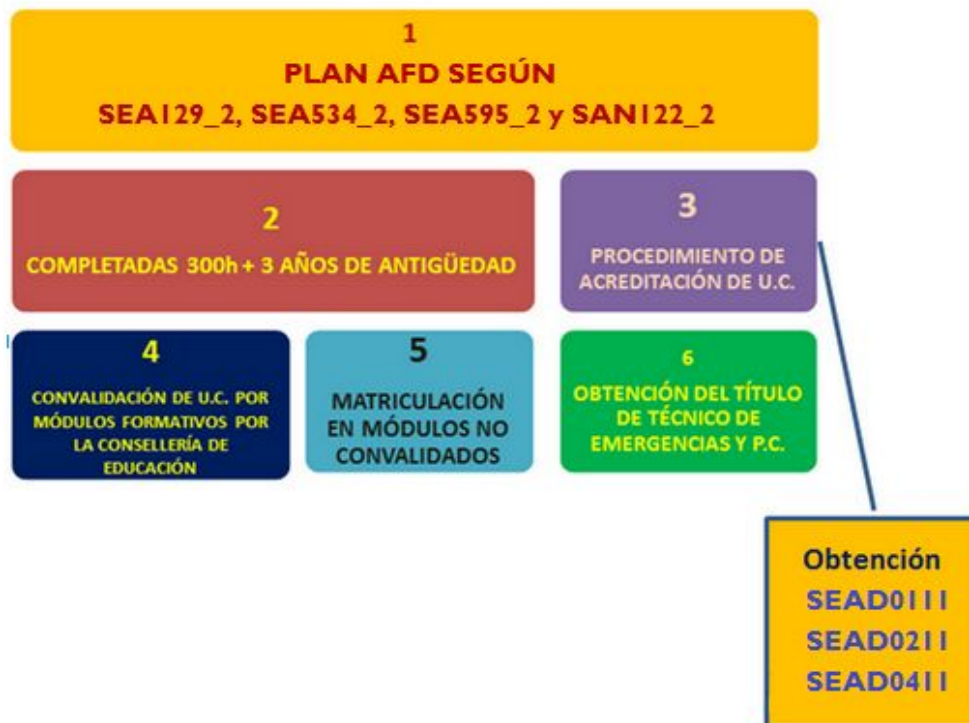 1
PLAN AFD SEGÚN
SEA129_2, SEA534_2, SEA595_2 y SAN122_2
2
COMPLETADAS 300h + 3 AÑOS DE ANTIGÜEDAD
3
PROCEDIMIENTO DE
ACREDITACIÓN DE U.C.
4
CONVALIDACIÓN DE U.C. POR
MÓDULOS FORMATIVOS POR
LA CONSELLERÍA DE
EDUCACIÓN
5
MATRICULACIÓN
EN MÓDULOS NO
CONVALIDADOS
6
OBTENCIÓN DEL TÍTULO
DE TÉCNICO DE
EMERGENCIAS Y P.C.
Obtención
SEAD0111
SEAD0211
SEAD0411